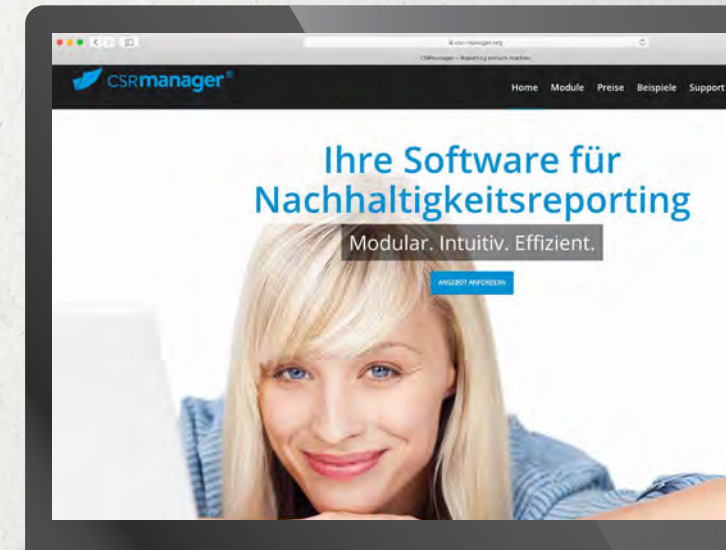 csr-manager.org
CSRmanager – Reporting einfach machen
CSRmanager®
Home Module Preise Beispiele Support
Ihre Software für
Nachhaltigkeitsreporting
Modular. Intuitiv. Effizient.
ANGEBOT ANFORDERN